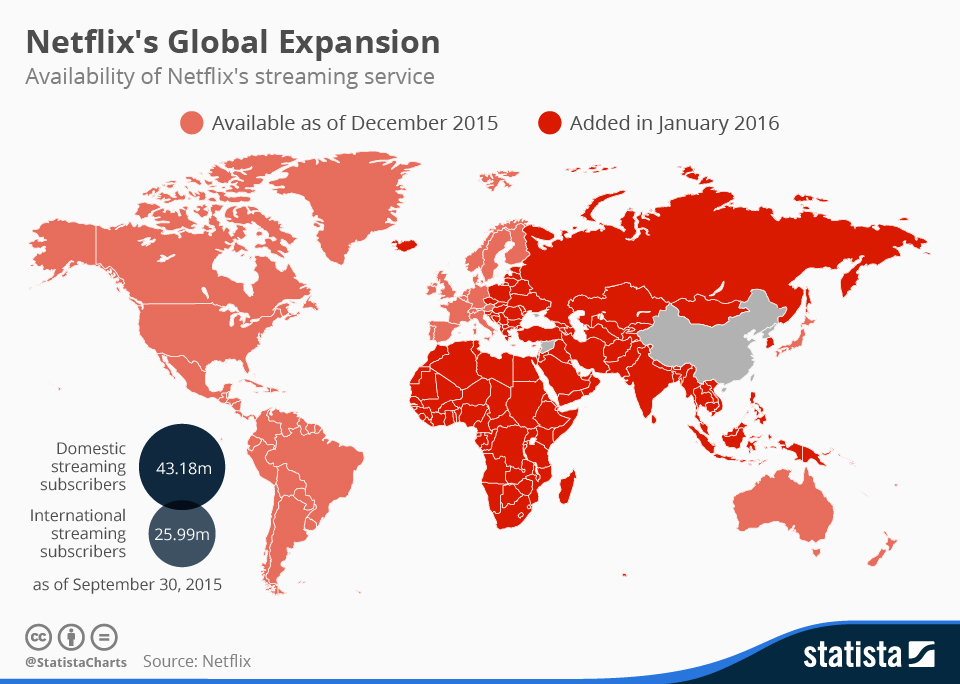 Netflix's Global Expansion
Availability of Netflix's streaming service
Available as of December 2015
Added in January 2016
Domestic
streaming
subscribers
43.18m
International
streaming
subscribers
25.99m
as of September 30, 2015
cc
@StatistaCharts
Source: Netflix
statista